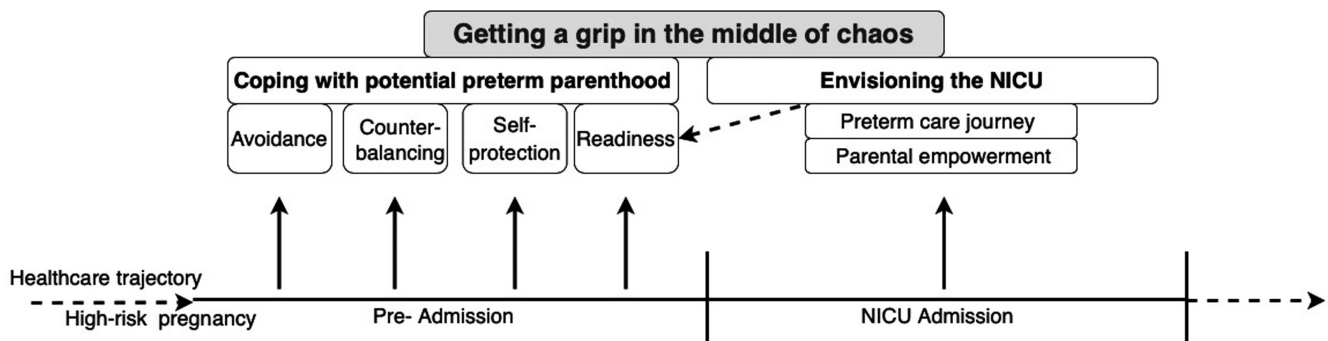 Getting a grip in the middle of chaos
Coping with potential preterm parenthood
Envisioning the NICU
Avoidance
Counter-
balancing
Self-
protection
Readiness
Preterm care journey
Parental empowerment
Healthcare trajectory
High-risk pregnancy
Pre- Admission
NICU Admission